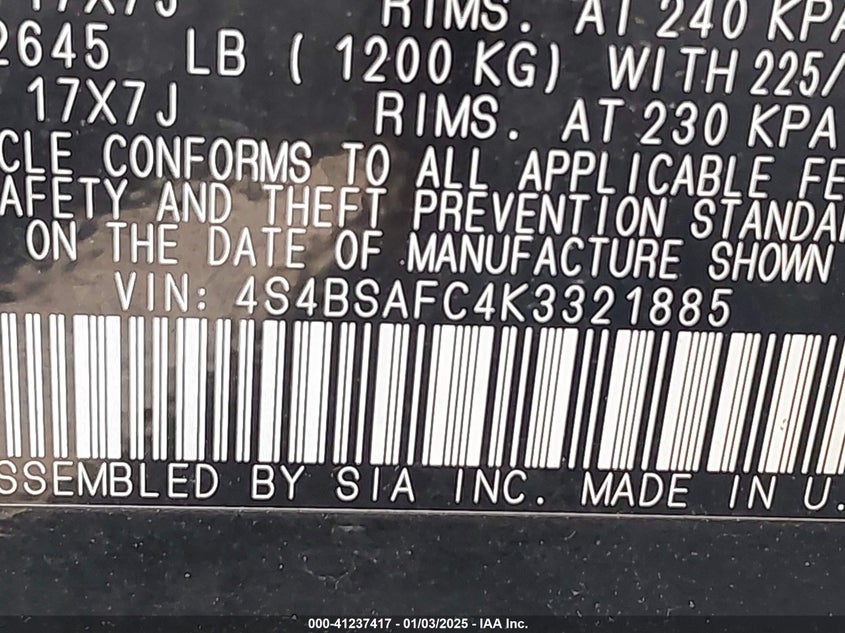 17X7J RIMS. AT 240 KPA
2645 LB ( 1200 KG) WITH 225/
17X7J RIMS. AT 230 KPA
CLE CONFORMS TO ALL APPLICABLE FE
AFETY AND THEFT PREVENTION STANDA
ON THE DATE OF MANUFACTURE SHOWN
VIN: 4S4BSAFC4K3321885
SSEMBLED BY SIA INC. MADE IN U.
000-41237417 - 01/03/2025 - IAA Inc.